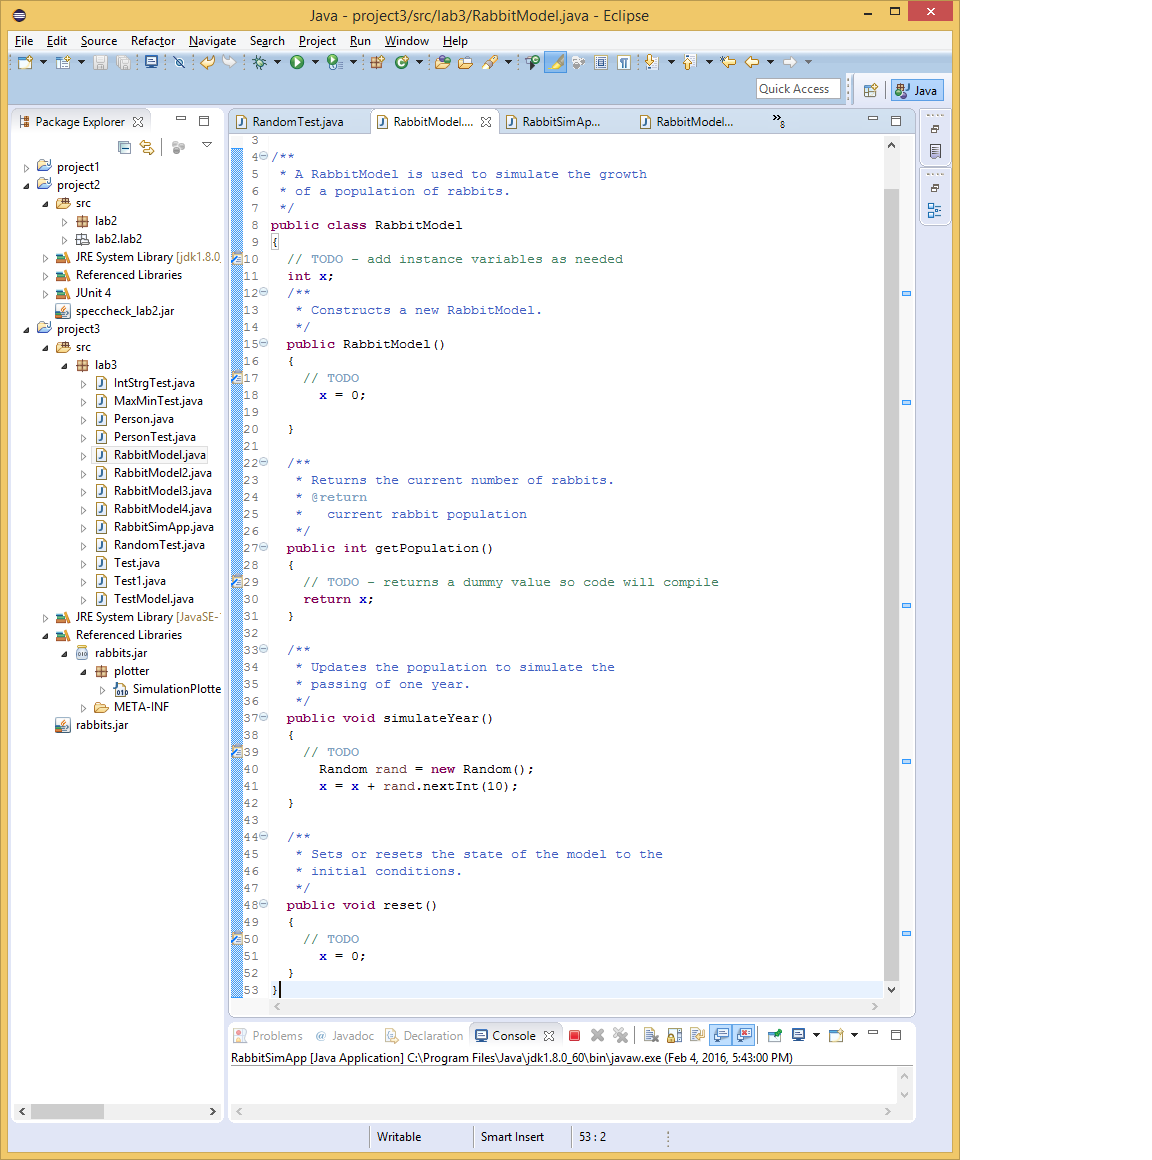 Java - project3/src/lab3/RabbitModel.java - Eclipse
File Edit Source Refactor Navigate Search Project Run Window Help
Quick Access
Java
Package Explorer
project1
project2
src
lab2
lab2.lab2
JRE System Library [jdk1.8.0_
Referenced Libraries
JUnit 4
speccheck_lab2.jar
project3
src
lab3
IntStrgTest.java
MaxMinTest.java
Person.java
PersonTest.java
RabbitModel.java
RabbitModel2.java
RabbitModel3.java
RabbitModel4.java
RabbitSimApp.java
RandomTest.java
Test.java
Test1.java
TestModel.java
JRE System Library [JavaSE-
Referenced Libraries
rabbits.jar
plotter
SimulationPlotte
META-INF
rabbits.jar
RandomTest.java RabbitModel.... RabbitSimAp... RabbitModel... »8
3
4 /**
5 * A RabbitModel is used to simulate the growth
6 * of a population of rabbits.
7 */
8 public class RabbitModel
9 {
10 // TODO - add instance variables as needed
11 int x;
12 /**
13 * Constructs a new RabbitModel.
14 */
15 public RabbitModel()
16 {
17 // TODO
18 x = 0;
19
20 }
21
22 /**
23 * Returns the current number of rabbits.
24 * @return
25 * current rabbit population
26 */
27 public int getPopulation()
28 {
29 // TODO - returns a dummy value so code will compile
30 return x;
31 }
32
33 /**
34 * Updates the population to simulate the
35 * passing of one year.
36 */
37 public void simulateYear()
38 {
39 // TODO
40 Random rand = new Random();
41 x = x + rand.nextInt(10);
42 }
43
44 /**
45 * Sets or resets the state of the model to the
46 * initial conditions.
47 */
48 public void reset()
49 {
50 // TODO
51 x = 0;
52 }
53 }
Problems @ Javadoc Declaration Console
RabbitSimApp [Java Application] C:\Program Files\Java\jdk1.8.0_60\bin\javaw.exe (Feb 4, 2016, 5:43:00 PM)
Writable Smart Insert 53 : 2